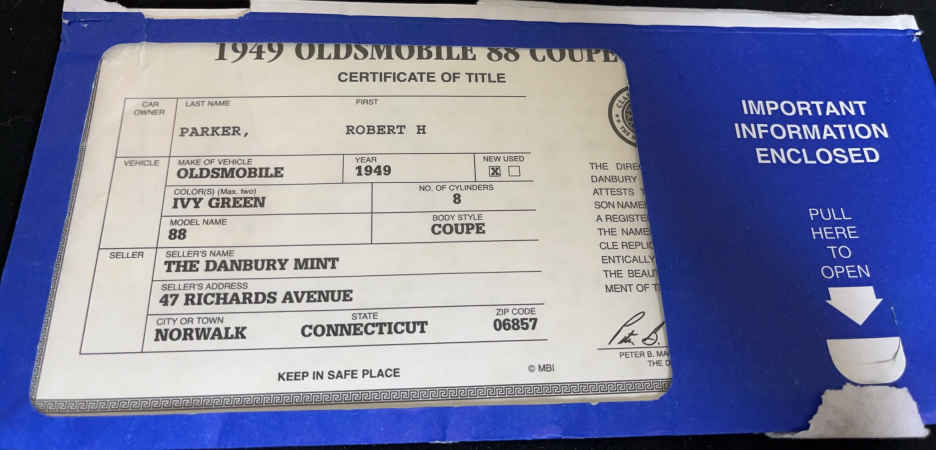 1949 OLDSMOBILE 88 COUPE
CERTIFICATE OF TITLE
CAR OWNER
LAST NAME FIRST
PARKER, ROBERT H
VEHICLE
MAKE OF VEHICLE YEAR NEW USED
OLDSMOBILE 1949 X
COLOR(S) (Max. two) NO. OF CYLINDERS
IVY GREEN 8
MODEL NAME BODY STYLE
88 COUPE
SELLER
SELLER'S NAME
THE DANBURY MINT
SELLER'S ADDRESS
47 RICHARDS AVENUE
CITY OR TOWN STATE ZIP CODE
NORWALK CONNECTICUT 06857
KEEP IN SAFE PLACE
© MBI
THE DIREC
DANBURY
ATTESTS T
SON NAME
A REGISTE
THE NAME
CLE REPLIC
ENTICALLY
THE BEAU
MENT OF T
PETER B. MA
THE D
IMPORTANT
INFORMATION
ENCLOSED
PULL
HERE
TO
OPEN